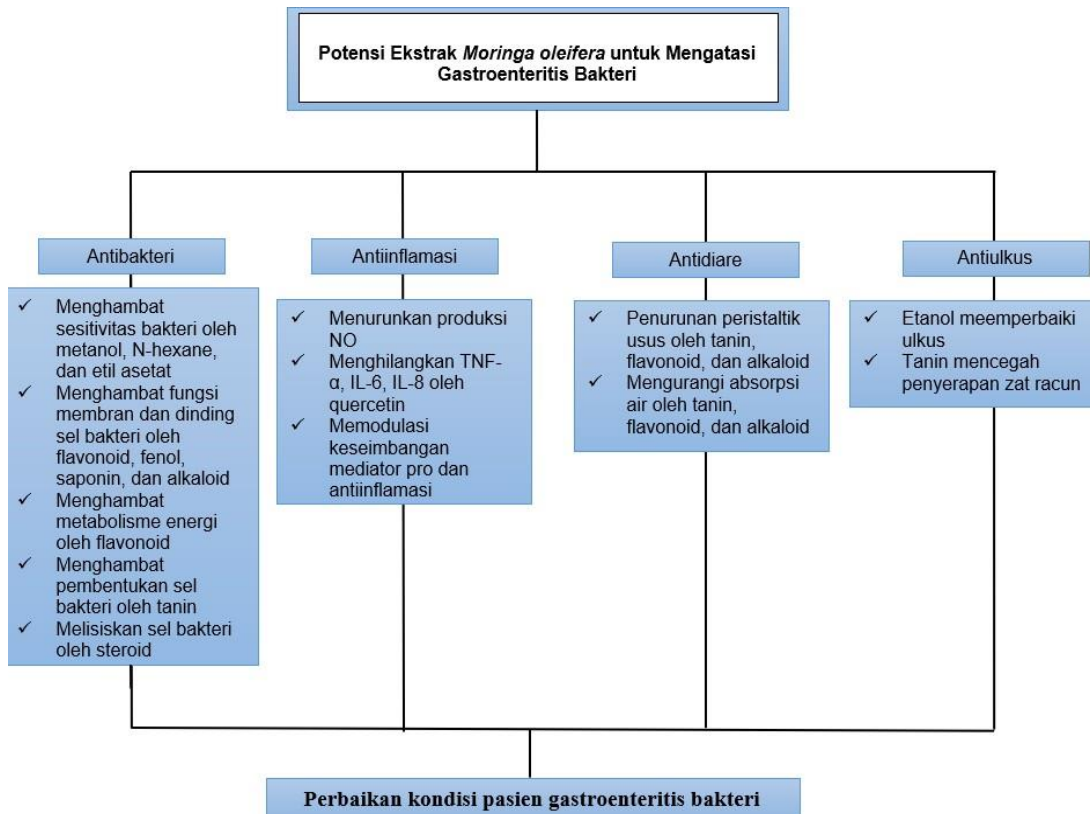 Potensi Ekstrak Moringa oleifera untuk Mengatasi
Gastroenteritis Bakteri
Antibakteri
✓ Menghambat
sesitivitas bakteri oleh
metanol, N-hexane,
dan etil asetat
✓ Menghambat fungsi
membran dan dinding
sel bakteri oleh
flavonoid, fenol,
saponin, dan alkaloid
✓ Menghambat
metabolisme energi
oleh flavonoid
✓ Menghambat
pembentukan sel
bakteri oleh tanin
✓ Melisiskan sel bakteri
oleh steroid
Antiinflamasi
✓ Menurunkan produksi
NO
✓ Menghilangkan TNF-
α, IL-6, IL-8 oleh
quercetin
✓ Memodulasi
keseimbangan
mediator pro dan
antiinflamasi
Antidiare
✓ Penurunan peristaltik
usus oleh tanin,
flavonoid, dan alkaloid
✓ Mengurangi absorpsi
air oleh tanin,
flavonoid, dan alkaloid
Antiulkus
✓ Etanol meemperbaiki
ulkus
✓ Tanin mencegah
penyerapan zat racun
Perbaikan kondisi pasien gastroenteritis bakteri